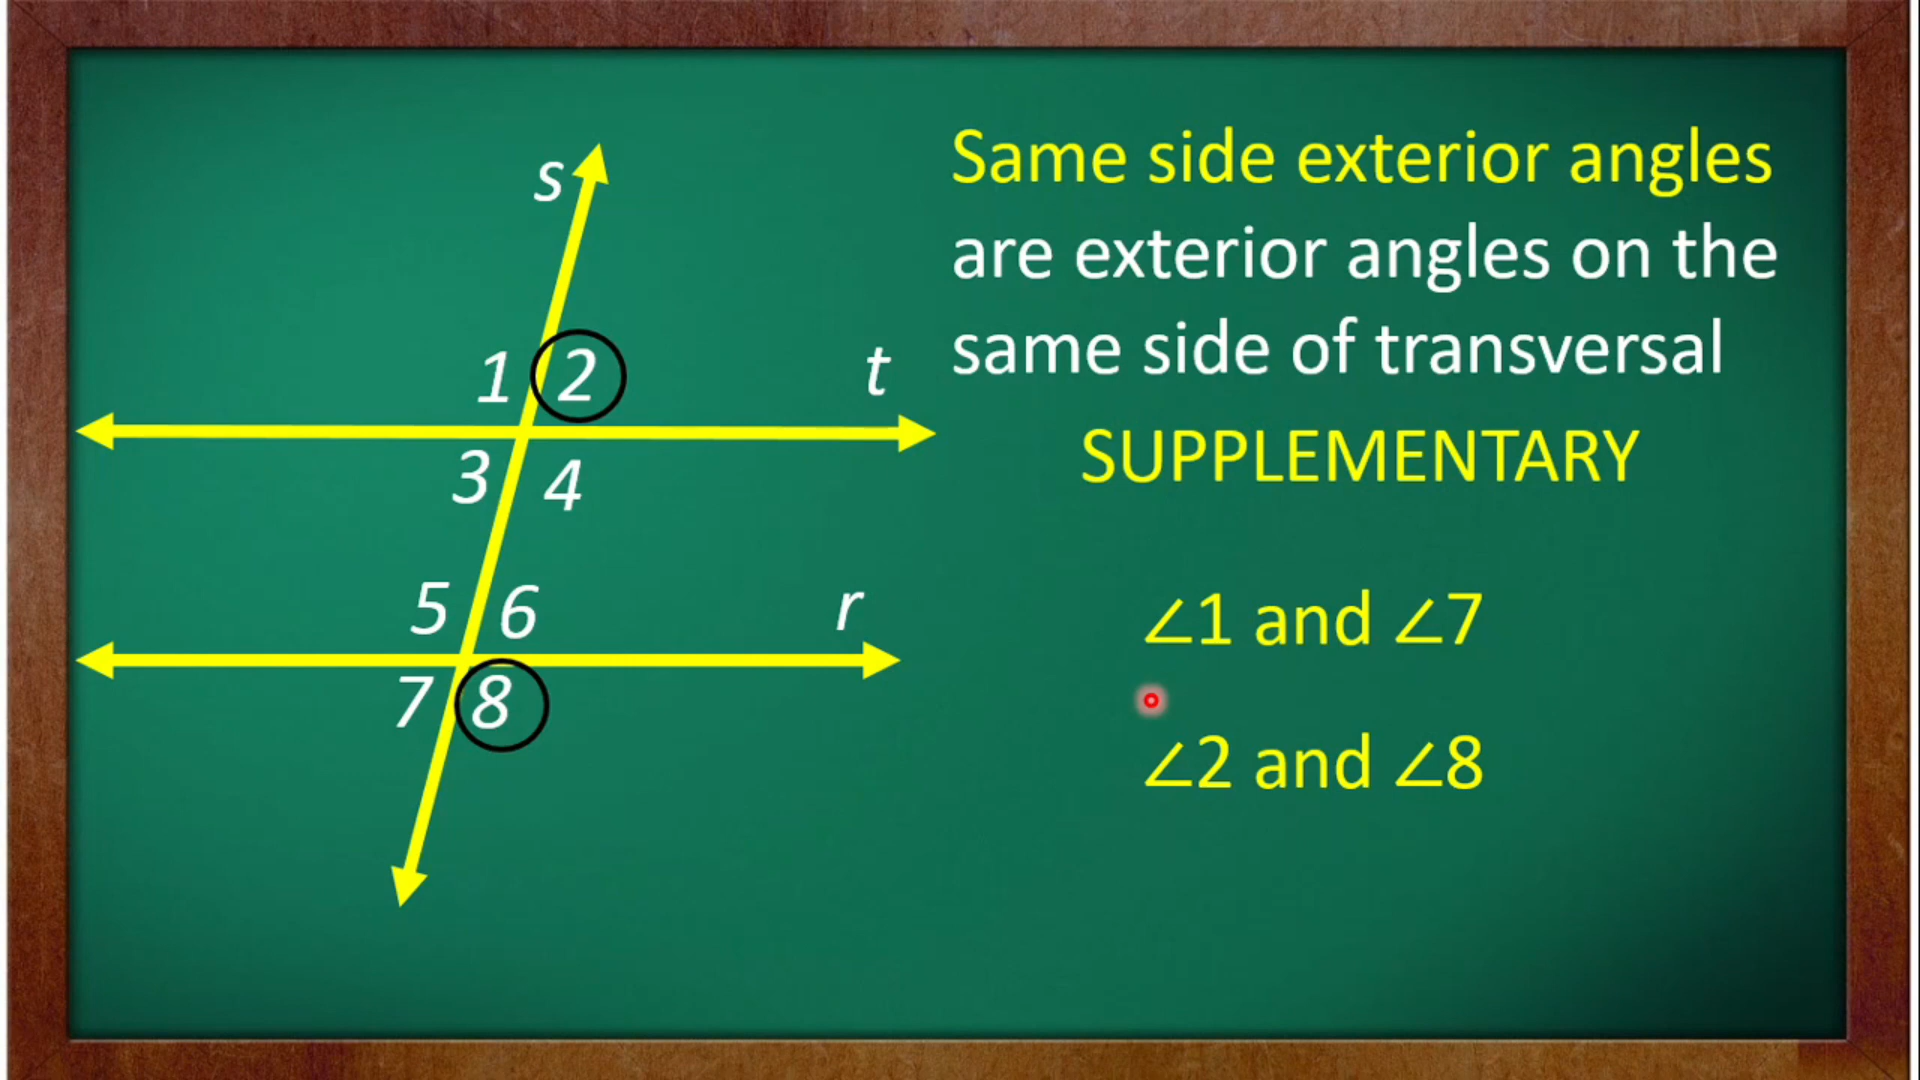 s
Same side exterior angles
are exterior angles on the
same side of transversal
1 2 t
SUPPLEMENTARY
3 4
5 6 r
∠1 and ∠7
7 8
∠2 and ∠8